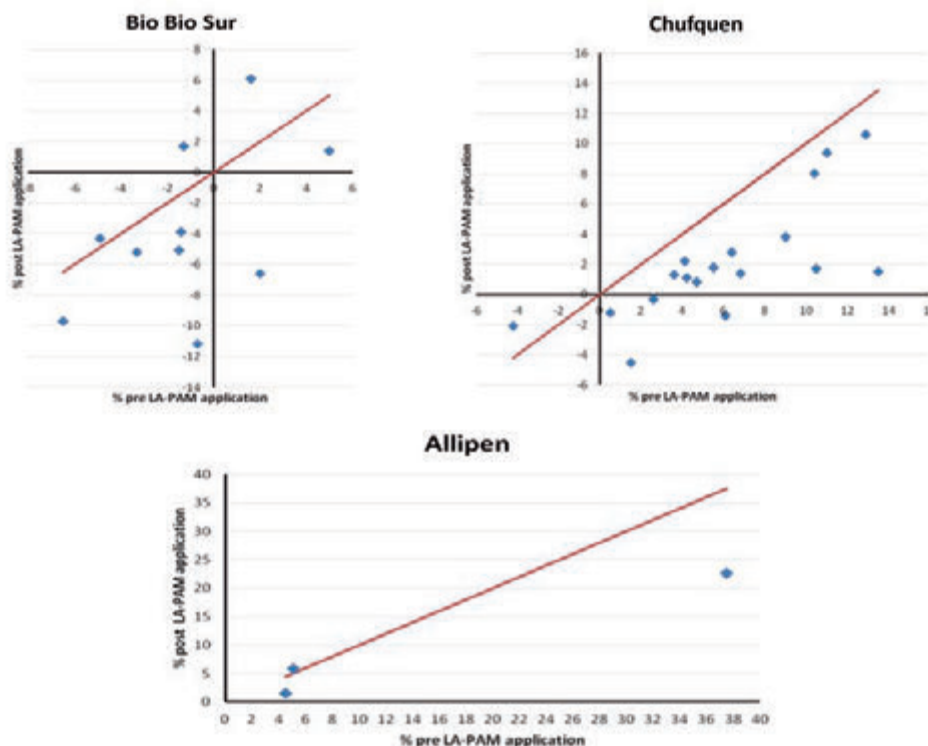 Bio Bio Sur
8
6
4
2
0
-2
-4
-6
-8
-10
-12
-14
-8 -6 -4 -2 0 2 4 6
% post LA-PAM application
% pre LA-PAM application
Chufquen
16
14
12
10
8
6
4
2
0
-2
-4
-6
-6 -4 -2 0 2 4 6 8 10 12 14 16
% post LA-PAM application
% pre LA-PAM application
Allipen
40
35
30
25
20
15
10
5
0
0 2 4 6 8 10 12 14 16 18 20 22 24 26 28 30 32 34 36 38 40
% post LA-PAM application
% pre LA-PAM application